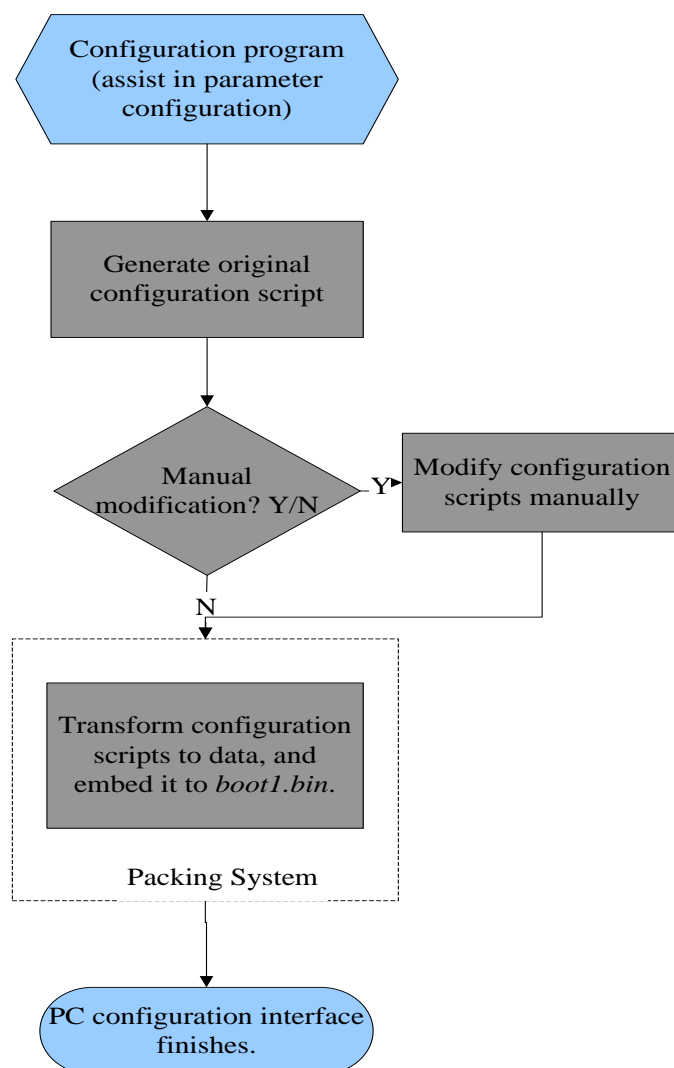 Configuration program
(assist in parameter
configuration)
Generate original
configuration script
Manual
modification? Y/N
Y
Modify configuration
scripts manually
N
Transform configuration
scripts to data, and
embed it to boot1.bin.
Packing System
PC configuration interface
finishes.